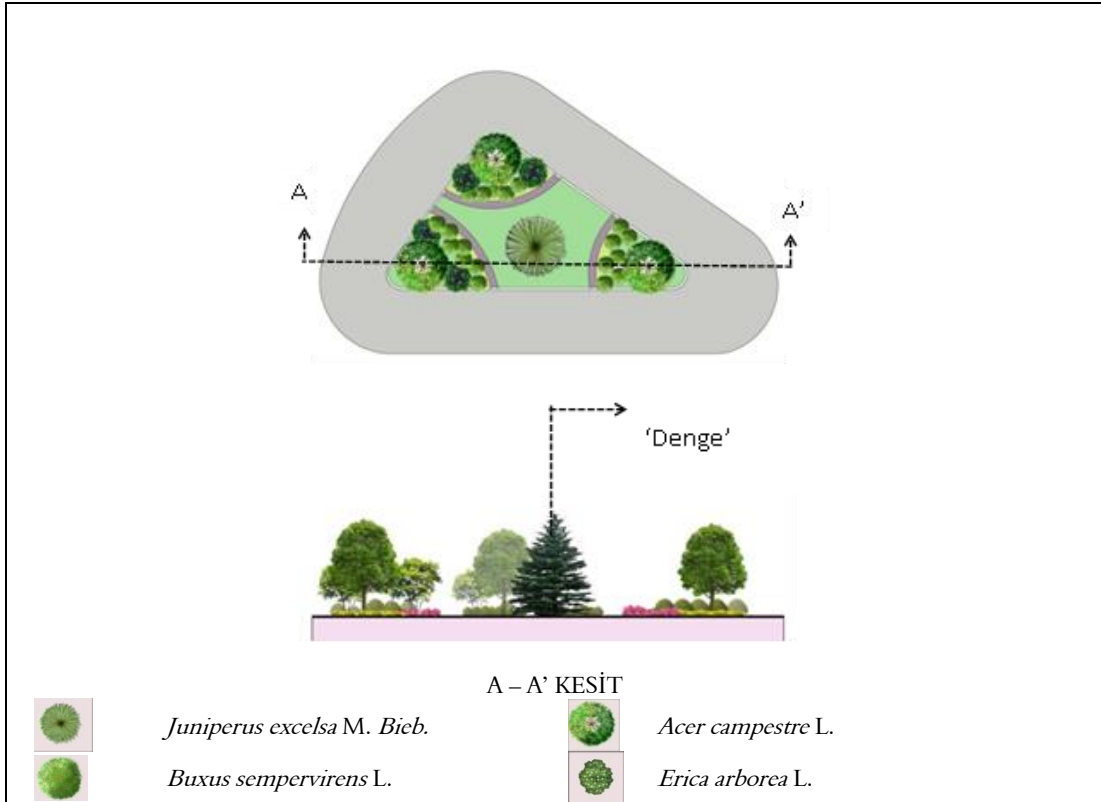 A
A'
'Denge'
A – A' KESİT
Juniperus excelsa M. Bieb.
Acer campestre L.
Buxus sempervirens L.
Erica arborea L.